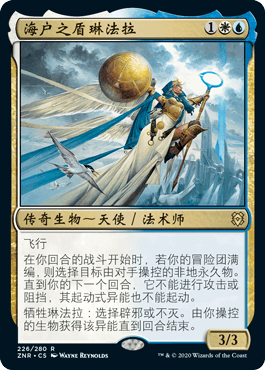 海户之盾琳法拉 1
传奇生物～天使／法术师
飞行
在你回合的战斗开始时，若你的冒险团满
编，则选择目标由对手操控的非地永久物。
直到你的下一个回合，它不能进行攻击或
阻挡，其起动式异能也不能起动。
牺牲琳法拉：选择辟邪或不灭。由你操控
的生物获得该异能直到回合结束。
3/3
226/280 R
ZNR • CS WAYNE REYNOLDS
™ & © 2020 Wizards of the Coast